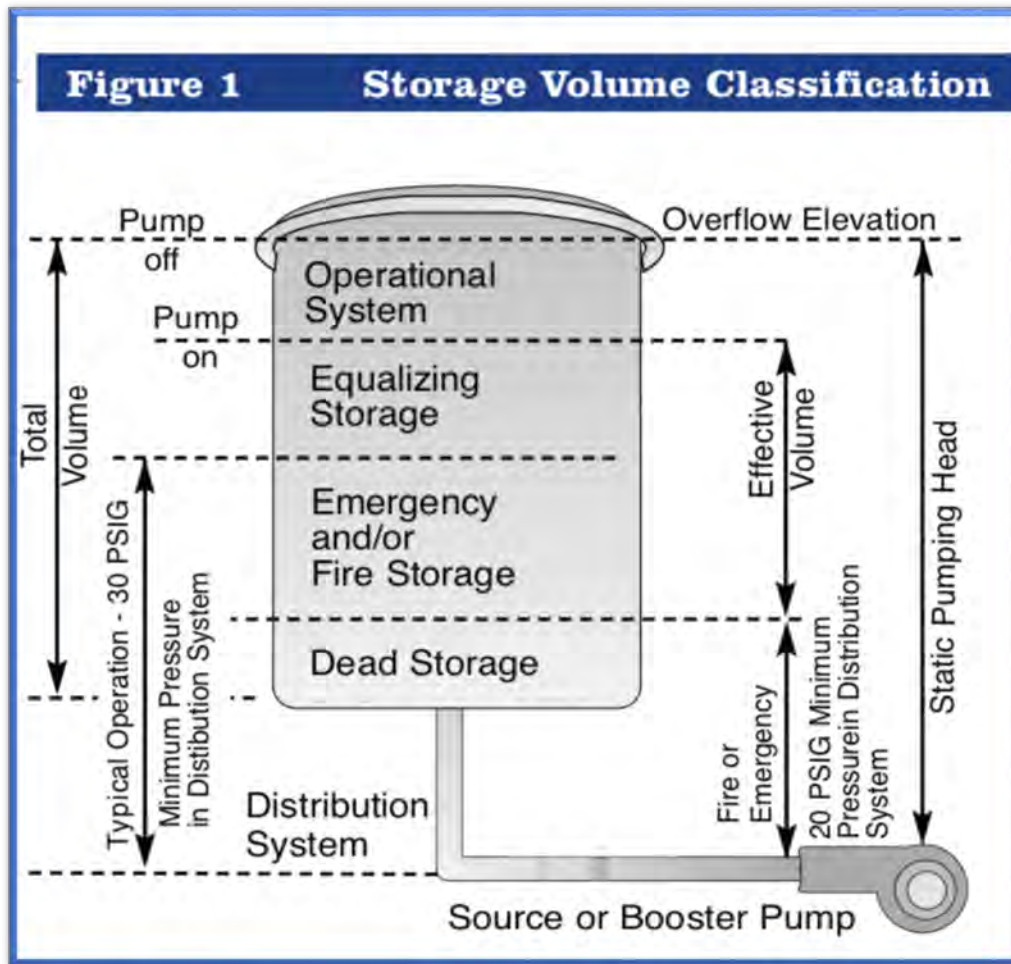 Figure 1 Storage Volume Classification
Pump
off
Overflow Elevation
Operational
System
Pump
on
Equalizing
Storage
Total
Volume
Effective
Volume
Static Pumping Head
Emergency
and/or
Fire Storage
Typical Operation - 30 PSIG
Minimum Pressure
in Distibution System
Dead Storage
Fire or
Emergency
20 PSIG Minimum
Pressurein Distribution
System
Distribution
System
Source or Booster Pump